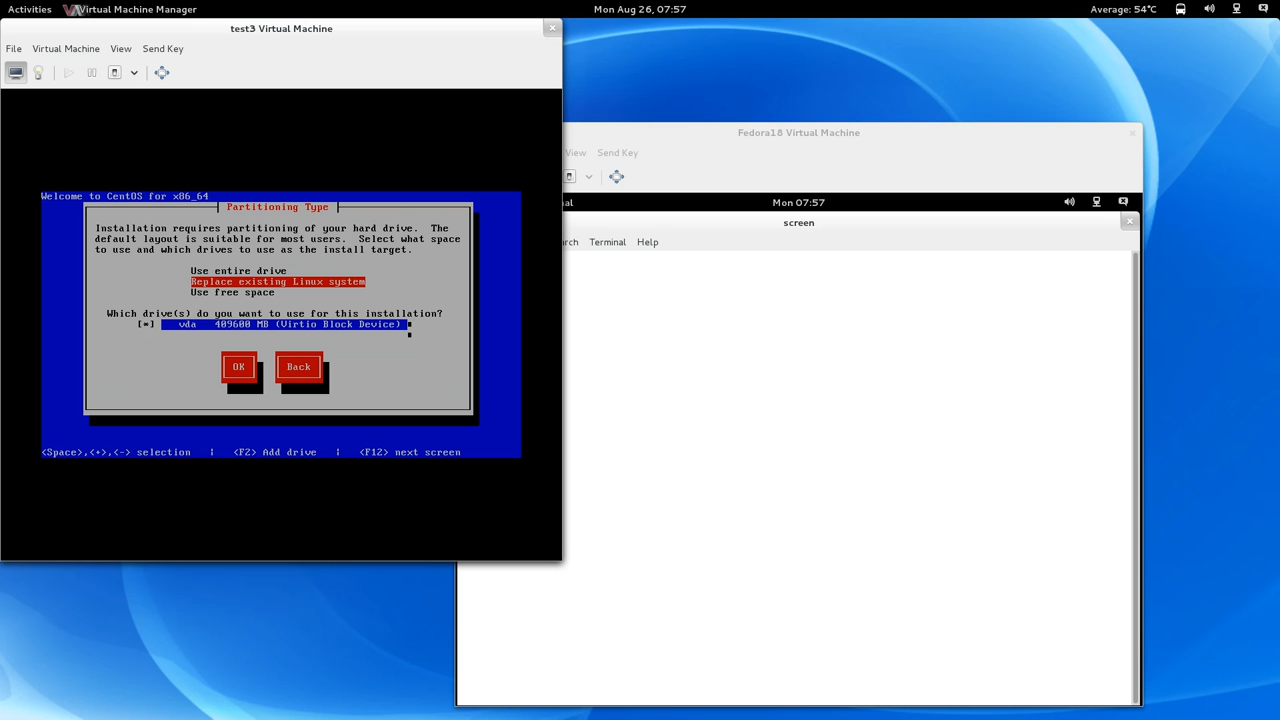 Activities Virtual Machine Manager Mon Aug 26, 07:57 Average: 54°C
test3 Virtual Machine
File Virtual Machine View Send Key
Welcome to CentOS for x86_64
Partitioning Type
Installation requires partitioning of your hard drive. The
default layout is suitable for most users. Select what space
to use and which drives to use as the install target.
Use entire drive
Replace existing Linux system
Use free space
Which drive(s) do you want to use for this installation?
[*] vda 409600 MB (Virtio Block Device)
OK Back
<Space>,<+>,<-> selection | <F2> Add drive | <F12> next screen
Fedora18 Virtual Machine
View Send Key
nal Mon 07:57
screen
arch Terminal Help